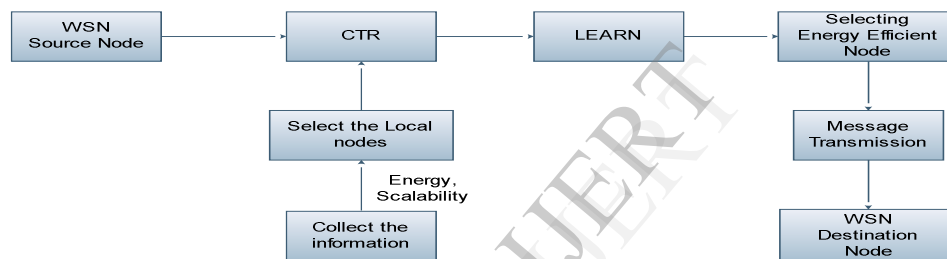 WSN
Source Node
CTR
LEARN
Selecting
Energy Efficient
Node
Select the Local
nodes
Message
Transmission
Energy,
Scalability
Collect the
information
WSN
Destination
Node
IJERT